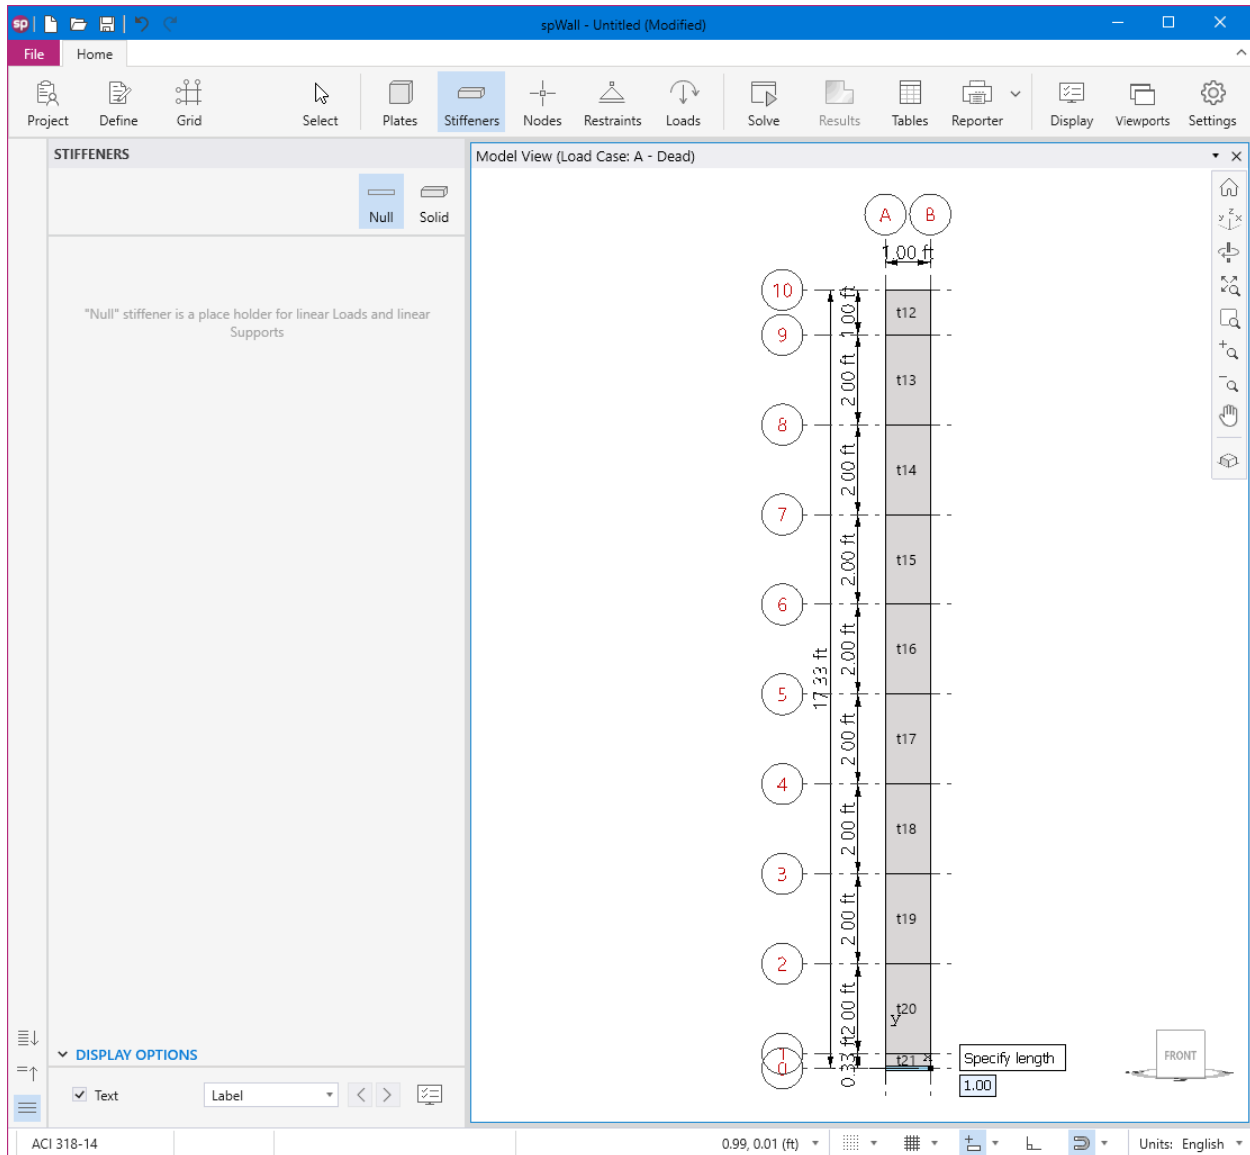 sp
spWall - Untitled (Modified)
File
Home
Project
Define
Grid
Select
Plates
Stiffeners
Nodes
Restraints
Loads
Solve
Results
Tables
Reporter
Display
Viewports
Settings
STIFFENERS
Null
Solid
"Null" stiffener is a place holder for linear Loads and linear
Supports
DISPLAY OPTIONS
Text
Label
Model View (Load Case: A - Dead)
A
B
1.00 ft
10
9
8
7
6
5
4
3
2
1
0
17.33 ft
1.00 ft
2.00 ft
2.00 ft
2.00 ft
2.00 ft
2.00 ft
2.00 ft
2.00 ft
2.00 ft
0.33 ft
t12
t13
t14
t15
t16
t17
t18
t19
t20
y
t21
x
Specify length
1.00
z
y
x
FRONT
ACI 318-14
0.99, 0.01 (ft)
Units: English